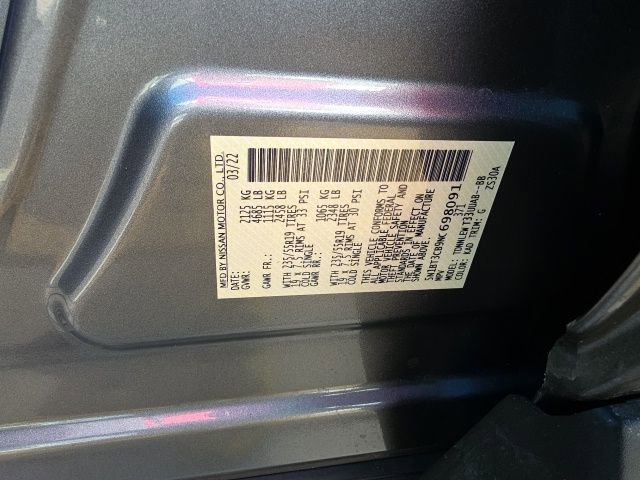 MFD BY NISSAN MOTOR CO., LTD
DATE: 03/22
GVWR: 2125 KG
4685 LB
GAWR FR.: 1115 KG
2458 LB
WITH 235/55R19 TIRES
19 X 7.5 RIMS AT 33 PSI
COLD SINGLE
GAWR RR.: 1065 KG
2348 LB
WITH 235/55R19 TIRES
19 X 7.5 RIMS AT 30 PSI
COLD SINGLE
THIS VEHICLE CONFORMS TO
ALL APPLICABLE FEDERAL
MOTOR VEHICLE SAFETY AND
THEFT PREVENTION
STANDARDS IN EFFECT ON
THE DATE OF MANUFACTURE
SHOWN ABOVE.
5N1BT3CB9NC698091
MPV 371
MODEL: TDNNLEWT33UUAB--BB
COLOR: KAD TRIM: G ZS30A